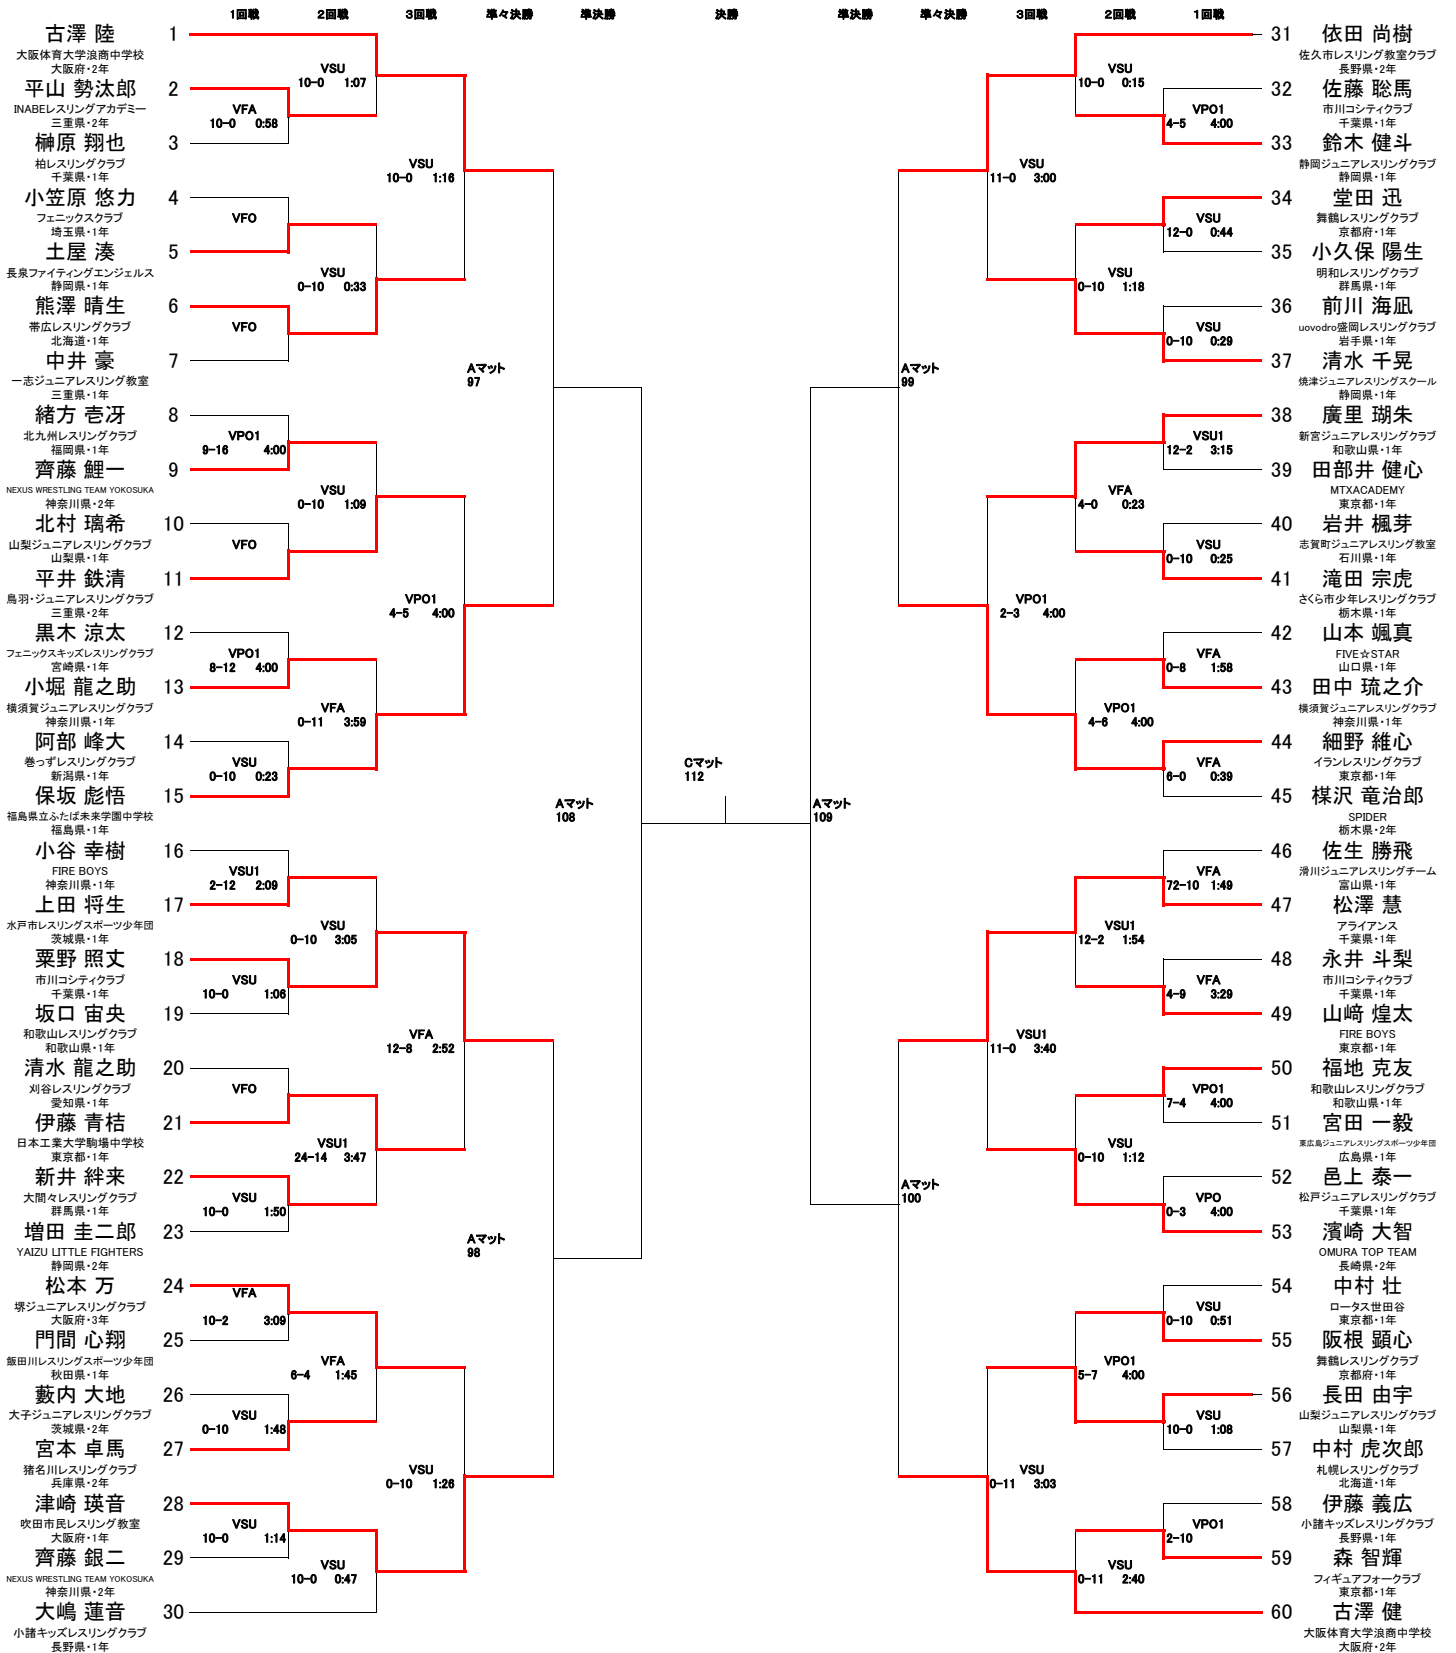 1回戦 2回戦 3回戦 準々決勝 準決勝 決勝 準決勝 準々決勝 3回戦 2回戦 1回戦
古澤 陸 1
大阪体育大学浪商中学校
大阪府・2年
平山 勢汰郎 2
INABEレスリングアカデミー
三重県・2年
榊原 翔也 3
柏レスリングクラブ
千葉県・1年
小笠原 悠力 4
フェニックスクラブ
埼玉県・1年
土屋 湊 5
長泉ファイティングエンジェルス
静岡県・1年
熊澤 晴生 6
帯広レスリングクラブ
北海道・1年
中井 豪 7
一志ジュニアレスリング教室
三重県・1年
緒方 壱冴 8
北九州レスリングクラブ
福岡県・1年
齊藤 鯉一 9
NEXUS WRESTLING TEAM YOKOSUKA
神奈川県・2年
北村 璃希 10
山梨ジュニアレスリングクラブ
山梨県・1年
平井 鉄清 11
鳥羽・ジュニアレスリングクラブ
三重県・2年
黒木 涼太 12
フェニックスキッズレスリングクラブ
宮崎県・1年
小堀 龍之助 13
横須賀ジュニアレスリングクラブ
神奈川県・1年
阿部 峰大 14
巻っずレスリングクラブ
新潟県・1年
保坂 彪悟 15
福島県立ふたば未来学園中学校
福島県・1年
小谷 幸樹 16
FIRE BOYS
神奈川県・1年
上田 将生 17
水戸市レスリングスポーツ少年団
茨城県・1年
粟野 照丈 18
市川コシティクラブ
千葉県・1年
坂口 宙央 19
和歌山レスリングクラブ
和歌山県・1年
清水 龍之助 20
刈谷レスリングクラブ
愛知県・1年
伊藤 青桔 21
日本工業大学駒場中学校
東京都・1年
新井 絆来 22
大間々レスリングクラブ
群馬県・1年
増田 圭二郎 23
YAIZU LITTLE FIGHTERS
静岡県・2年
松本 万 24
堺ジュニアレスリングクラブ
大阪府・3年
門間 心翔 25
飯田川レスリングスポーツ少年団
秋田県・1年
藪内 大地 26
大子ジュニアレスリングクラブ
茨城県・2年
宮本 卓馬 27
猪名川レスリングクラブ
兵庫県・2年
津崎 瑛音 28
吹田市民レスリング教室
大阪府・1年
齊藤 銀二 29
NEXUS WRESTLING TEAM YOKOSUKA
神奈川県・2年
大嶋 蓮音 30
小諸キッズレスリングクラブ
長野県・1年
VFA
10-0 0:58
VFO
VFO
VPO1
9-16 4:00
VFO
VPO1
8-12 4:00
VSU
0-10 0:23
VSU1
2-12 2:09
VSU
10-0 1:06
VFO
VSU
10-0 1:50
VFA
10-2 3:09
VSU
0-10 1:48
VSU
10-0 1:14
VSU
10-0 1:07
VSU
0-10 0:33
VSU
0-10 1:09
VFA
0-11 3:59
VSU
0-10 3:05
VSU1
24-14 3:47
VFA
6-4 1:45
VSU
10-0 0:47
VSU
10-0 1:16
VPO1
4-5 4:00
VFA
12-8 2:52
VSU
0-10 1:26
Aマット
97
Aマット
98
Aマット
108
Cマット
112
Aマット
109
Aマット
99
Aマット
100
VSU
11-0 3:00
VPO1
2-3 4:00
VSU1
11-0 3:40
VSU
0-11 3:03
VSU
10-0 0:15
VSU
0-10 1:18
VFA
4-0 0:23
VPO1
4-6 4:00
VSU1
12-2 1:54
VSU
0-10 1:12
VPO1
5-7 4:00
VSU
0-11 2:40
VPO1
4-5 4:00
VSU
12-0 0:44
VSU
0-10 0:29
VSU1
12-2 3:15
VSU
0-10 0:25
VFA
0-8 1:58
VFA
6-0 0:39
VFA
72-10 1:49
VFA
4-9 3:29
VPO1
7-4 4:00
VPO
0-3 4:00
VSU
0-10 0:51
VSU
10-0 1:08
VPO1
2-10
31 依田 尚樹
佐久市レスリング教室クラブ
長野県・2年
32 佐藤 聡馬
市川コシティクラブ
千葉県・1年
33 鈴木 健斗
静岡ジュニアレスリングクラブ
静岡県・1年
34 堂田 迅
舞鶴レスリングクラブ
京都府・1年
35 小久保 陽生
明和レスリングクラブ
群馬県・1年
36 前川 海凪
uovodro盛岡レスリングクラブ
岩手県・1年
37 清水 千晃
焼津ジュニアレスリングスクール
静岡県・1年
38 廣里 瑚朱
新宮ジュニアレスリングクラブ
和歌山県・1年
39 田部井 健心
MTXACADEMY
東京都・1年
40 岩井 楓芽
志賀町ジュニアレスリング教室
石川県・1年
41 滝田 宗虎
さくら市少年レスリングクラブ
栃木県・1年
42 山本 颯真
FIVE☆STAR
山口県・1年
43 田中 琉之介
横須賀ジュニアレスリングクラブ
神奈川県・1年
44 細野 維心
イランレスリングクラブ
東京都・1年
45 楳沢 竜治郎
SPIDER
栃木県・2年
46 佐生 勝飛
滑川ジュニアレスリングチーム
富山県・1年
47 松澤 慧
アライアンス
千葉県・1年
48 永井 斗梨
市川コシティクラブ
千葉県・1年
49 山﨑 煌太
FIRE BOYS
東京都・1年
50 福地 克友
和歌山レスリングクラブ
和歌山県・1年
51 宮田 一毅
東広島ジュニアレスリングスポーツ少年団
広島県・1年
52 邑上 泰一
松戸ジュニアレスリングクラブ
千葉県・1年
53 濱崎 大智
OMURA TOP TEAM
長崎県・2年
54 中村 壮
ロータス世田谷
東京都・1年
55 阪根 顕心
舞鶴レスリングクラブ
京都府・1年
56 長田 由宇
山梨ジュニアレスリングクラブ
山梨県・1年
57 中村 虎次郎
札幌レスリングクラブ
北海道・1年
58 伊藤 義広
小諸キッズレスリングクラブ
長野県・1年
59 森 智輝
フィギュアフォークラブ
東京都・1年
60 古澤 健
大阪体育大学浪商中学校
大阪府・2年